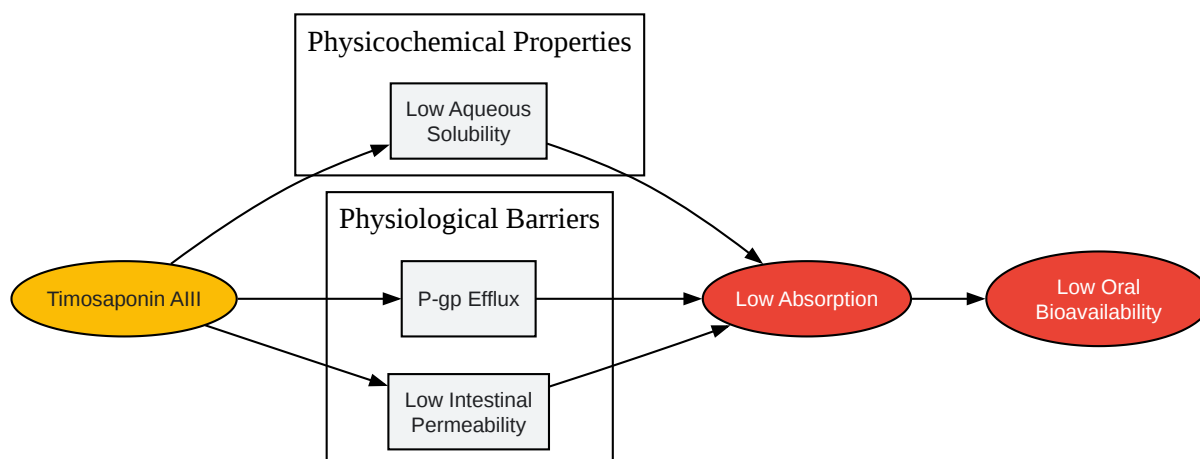 Physicochemical Properties
Low Aqueous
Solubility
Physiological Barriers
Timosaponin AIII
P-gp Efflux
Low Absorption
Low Oral
Bioavailability
Low Intestinal
Permeability